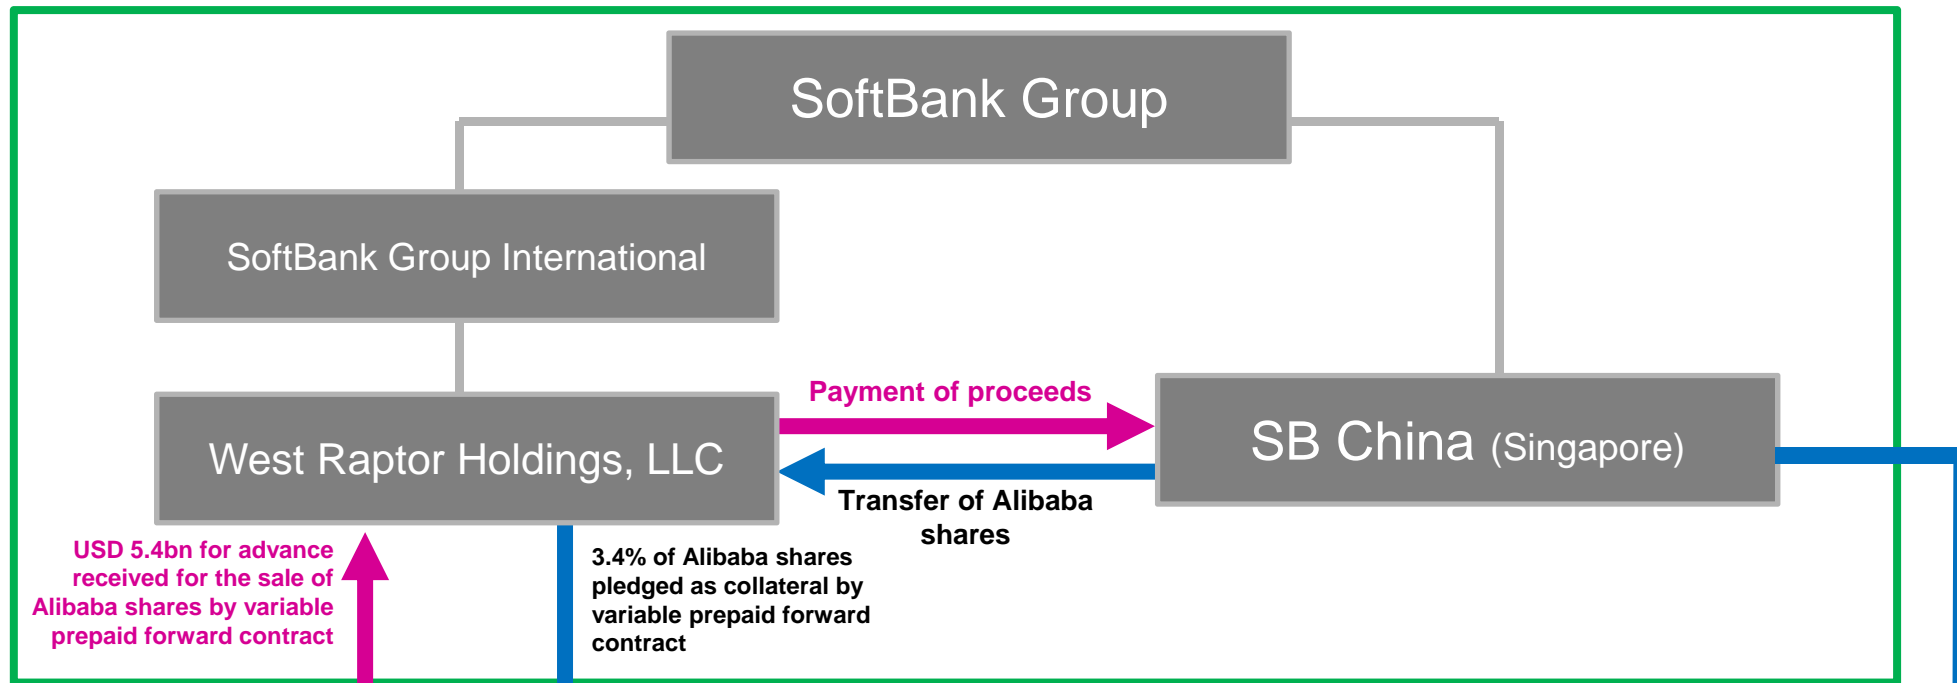 SoftBank Group
SoftBank Group International
West Raptor Holdings, LLC
Payment of proceeds
SB China (Singapore)
Transfer of Alibaba
shares
USD 5.4bn for advance
received for the sale of
Alibaba shares by variable
prepaid forward contract
3.4% of Alibaba shares
pledged as collateral by
variable prepaid forward
contract